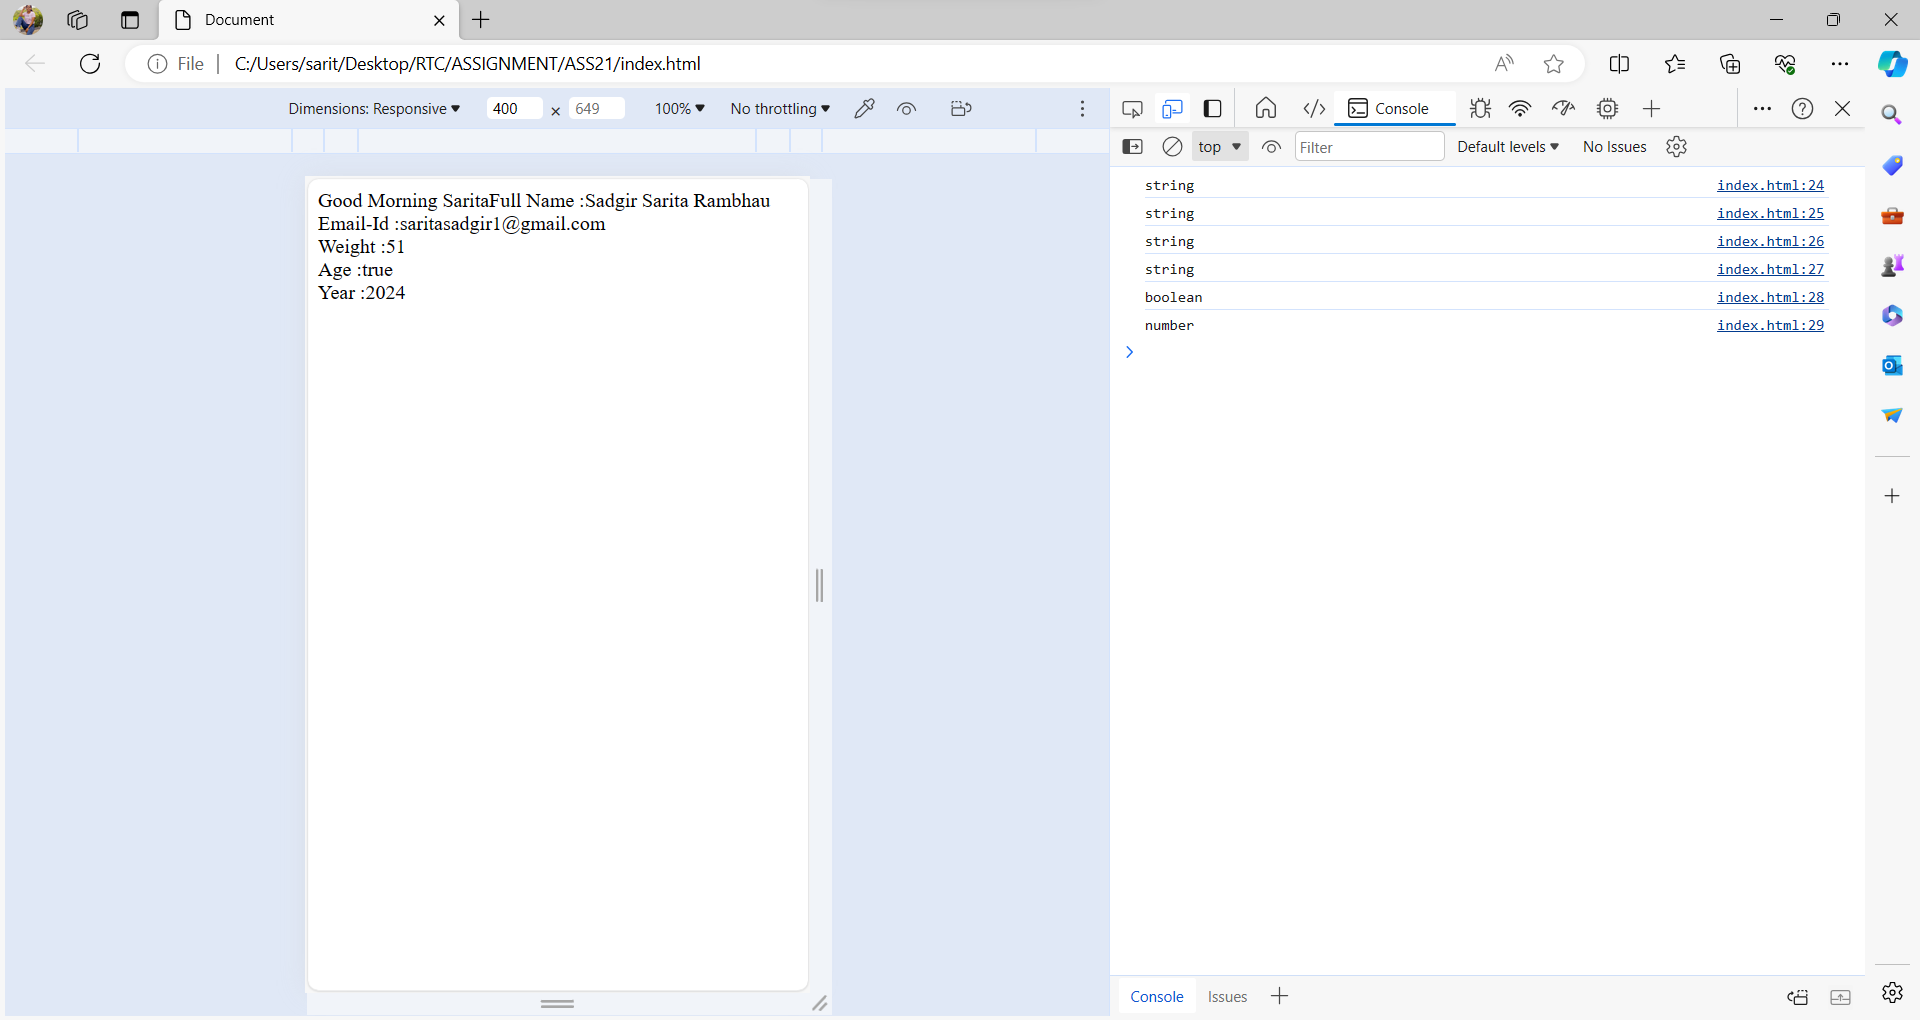 Document
File
C:/Users/sarit/Desktop/RTC/ASSIGNMENT/ASS21/index.html
Dimensions: Responsive 400 × 649 100% No throttling
Console
top Filter Default levels No Issues
Good Morning SaritaFull Name :Sadgir Sarita Rambhau
Email-Id :saritasadgir1@gmail.com
Weight :51
Age :true
Year :2024
string index.html:24
string index.html:25
string index.html:26
string index.html:27
boolean index.html:28
number index.html:29
Console Issues